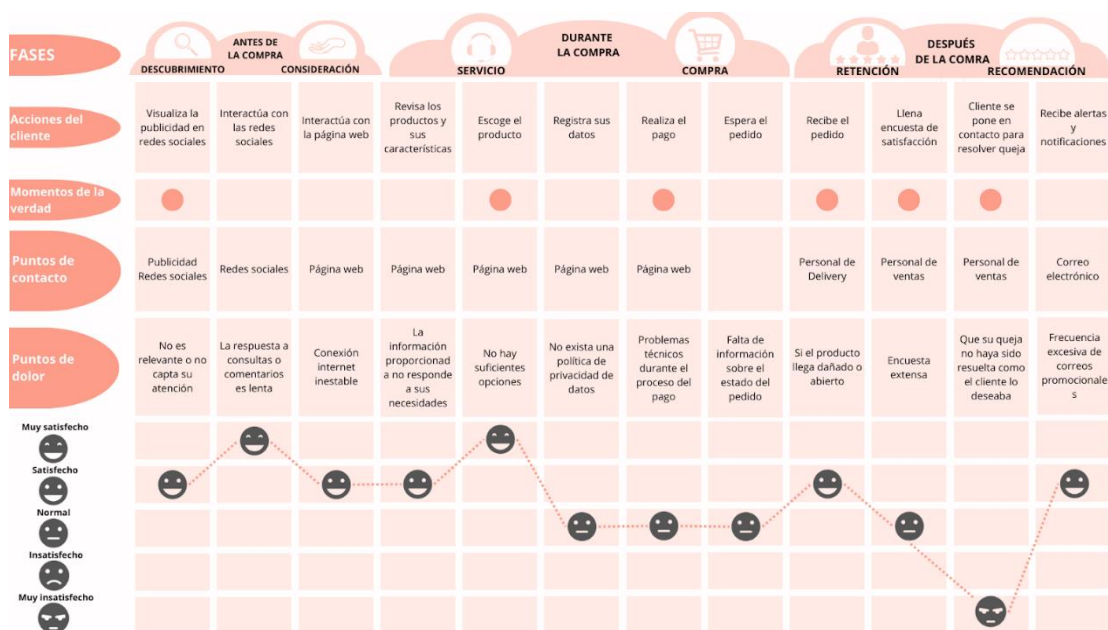 FASES
ANTES DE
LA COMPRA
DESCUBRIMIENTO
CONSIDERACIÓN
DURANTE
LA COMPRA
SERVICIO
COMPRA
DESPUÉS
DE LA COMRA
RETENCIÓN
RECOMENDACIÓN
Acciones del
cliente
Visualiza la
publicidad en
redes sociales
Interactúa con
las redes
sociales
Interactúa con
la página web
Revisa los
productos y
sus
características
Escoge el
producto
Registra sus
datos
Realiza el
pago
Espera el
pedido
Recibe el
pedido
Llena
encuesta de
satisfacción
Cliente se
pone en
contacto para
resolver queja
Recibe alertas
y
notificaciones
Momentos de la
verdad
Puntos de
contacto
Publicidad
Redes sociales
Redes sociales
Página web
Página web
Página web
Página web
Página web
Personal de
Delivery
Personal de
ventas
Personal de
ventas
Correo
electrónico
Puntos de
dolor
No es
relevante o no
capta su
atención
La respuesta a
consultas o
comentarios
es lenta
Conexión
internet
inestable
La
información
proporcionad
a no responde
a sus
necesidades
No hay
suficientes
opciones
No exista una
política de
privacidad de
datos
Problemas
técnicos
durante el
proceso del
pago
Falta de
información
sobre el
estado del
pedido
Si el producto
llega dañado o
abierto
Encuesta
extensa
Que su queja
no haya sido
resuelta como
el cliente lo
deseaba
Frecuencia
excesiva de
correos
promocionale
s
Muy satisfecho
Satisfecho
Normal
Insatisfecho
Muy insatisfecho